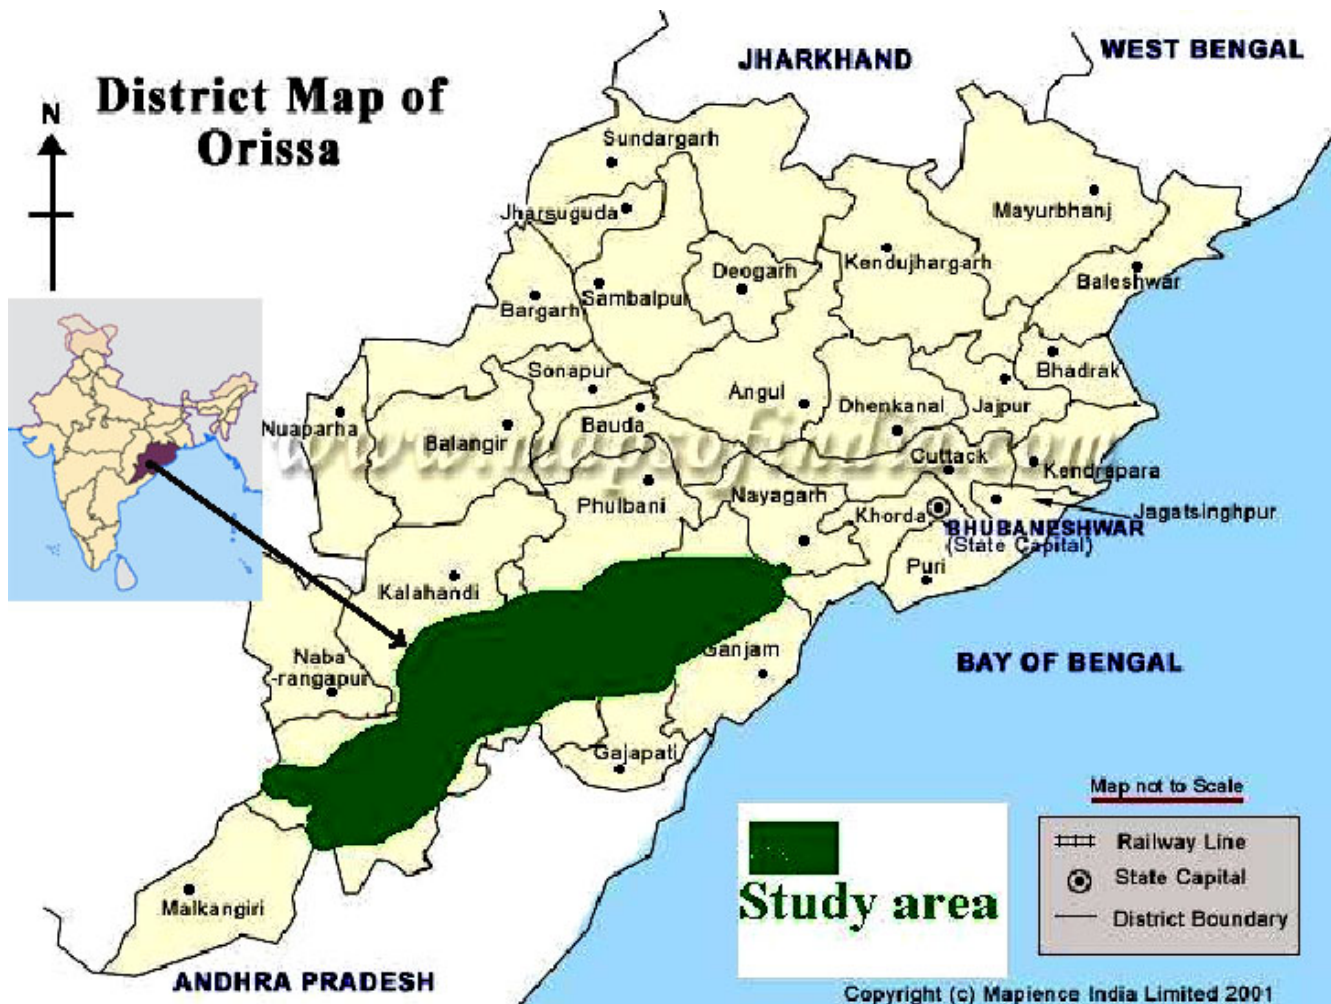 JHARKHAND
WEST BENGAL
District Map of
Orissa
N
Sundargarh
Jharsuguda
Mayurbhanj
Deogarh
Kendujhargarh
Baleshwar
Sambalpur
Bargarh
Sonapur
Bhadrak
Angul
Dhenkanal
Jajpur
Nuaparha
Balangir
Bauda
www.mapsofindia.com
Cuttack
Kendrapara
Phulbani
Nayagarh
Khorda
Jagatsinghpur
BHUBANESHWAR
(State Capital)
Puri
Kalahandi
Naba
-rangapur
Ganjam
BAY OF BENGAL
Gajapati
Map not to Scale
Railway Line
State Capital
District Boundary
Study area
Malkangiri
ANDHRA PRADESH
Copyright (c) Mapience India Limited 2001